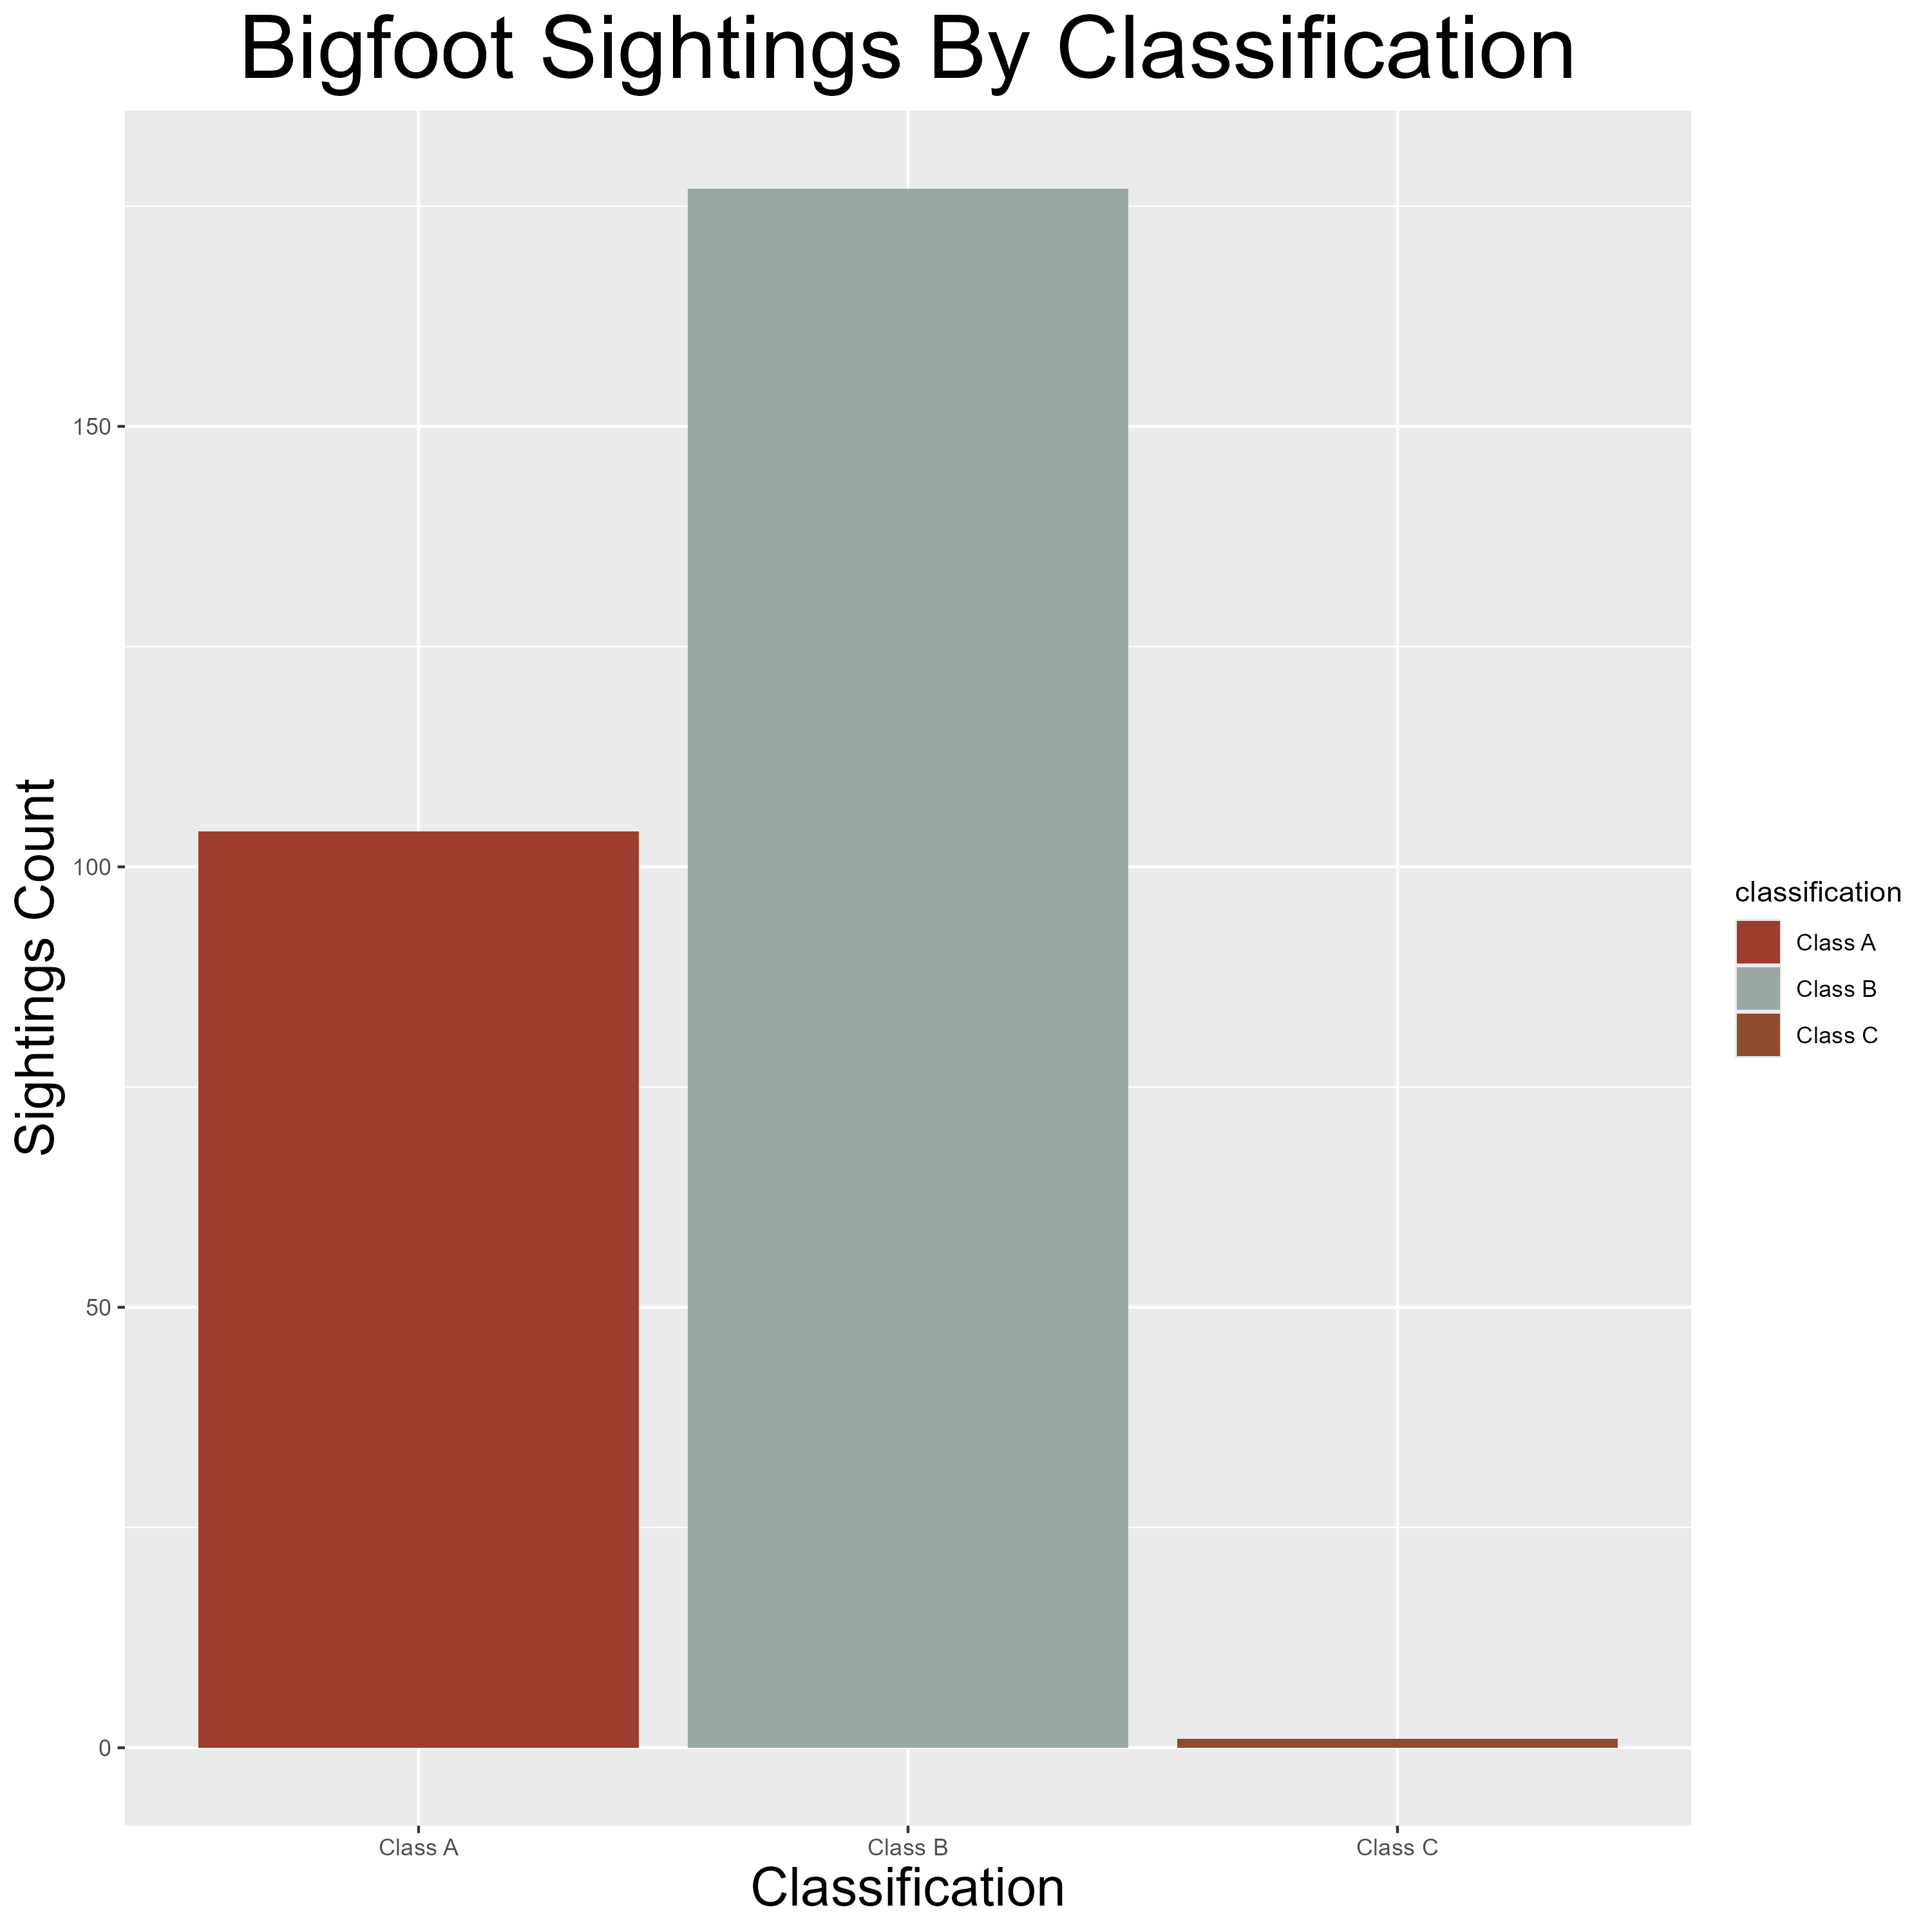 Bigfoot Sightings By Classification
Sightings Count
150
100
50
0
Class A
Class B
Class C
Classification
classification
Class A
Class B
Class C